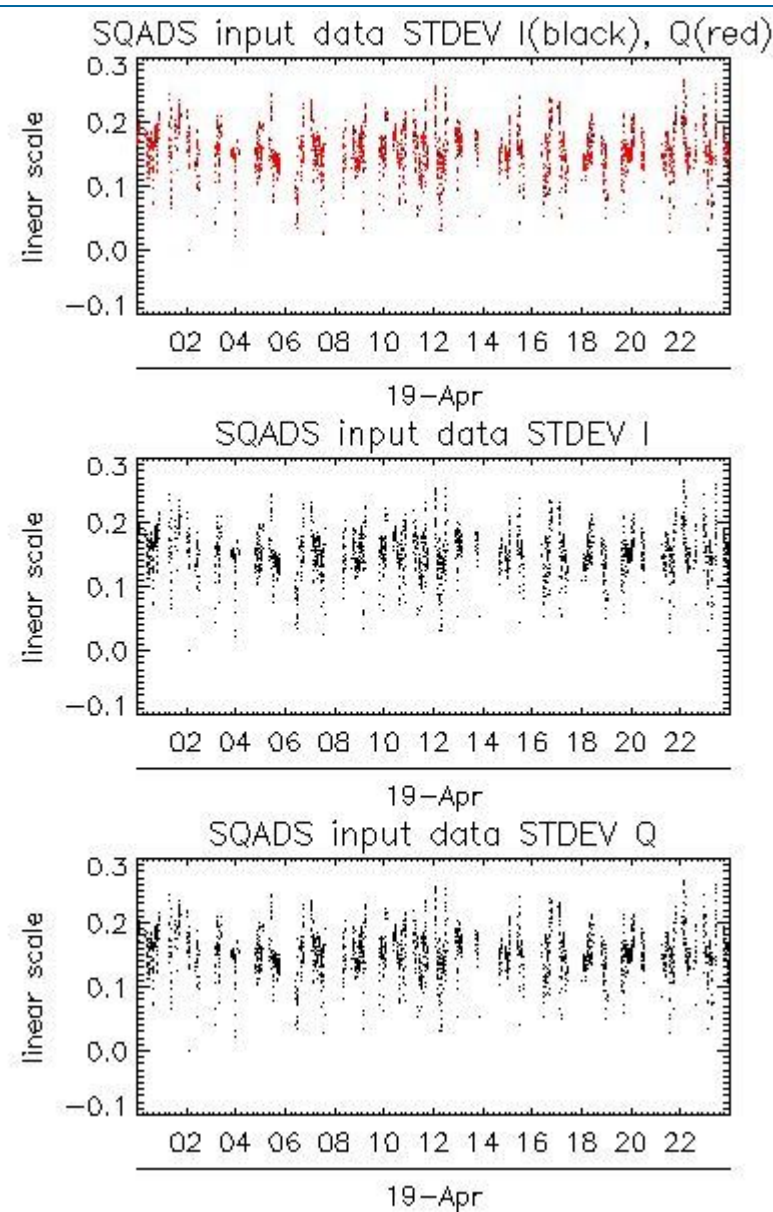 SQADS input data STDEV I(black), Q(red)
0.3
0.2
0.1
0.0
−0.1
linear scale
02 04 06 08 10 12 14 16 18 20 22
19−Apr
SQADS input data STDEV I
0.3
0.2
0.1
0.0
−0.1
linear scale
02 04 06 08 10 12 14 16 18 20 22
19−Apr
SQADS input data STDEV Q
0.3
0.2
0.1
0.0
−0.1
linear scale
02 04 06 08 10 12 14 16 18 20 22
19−Apr